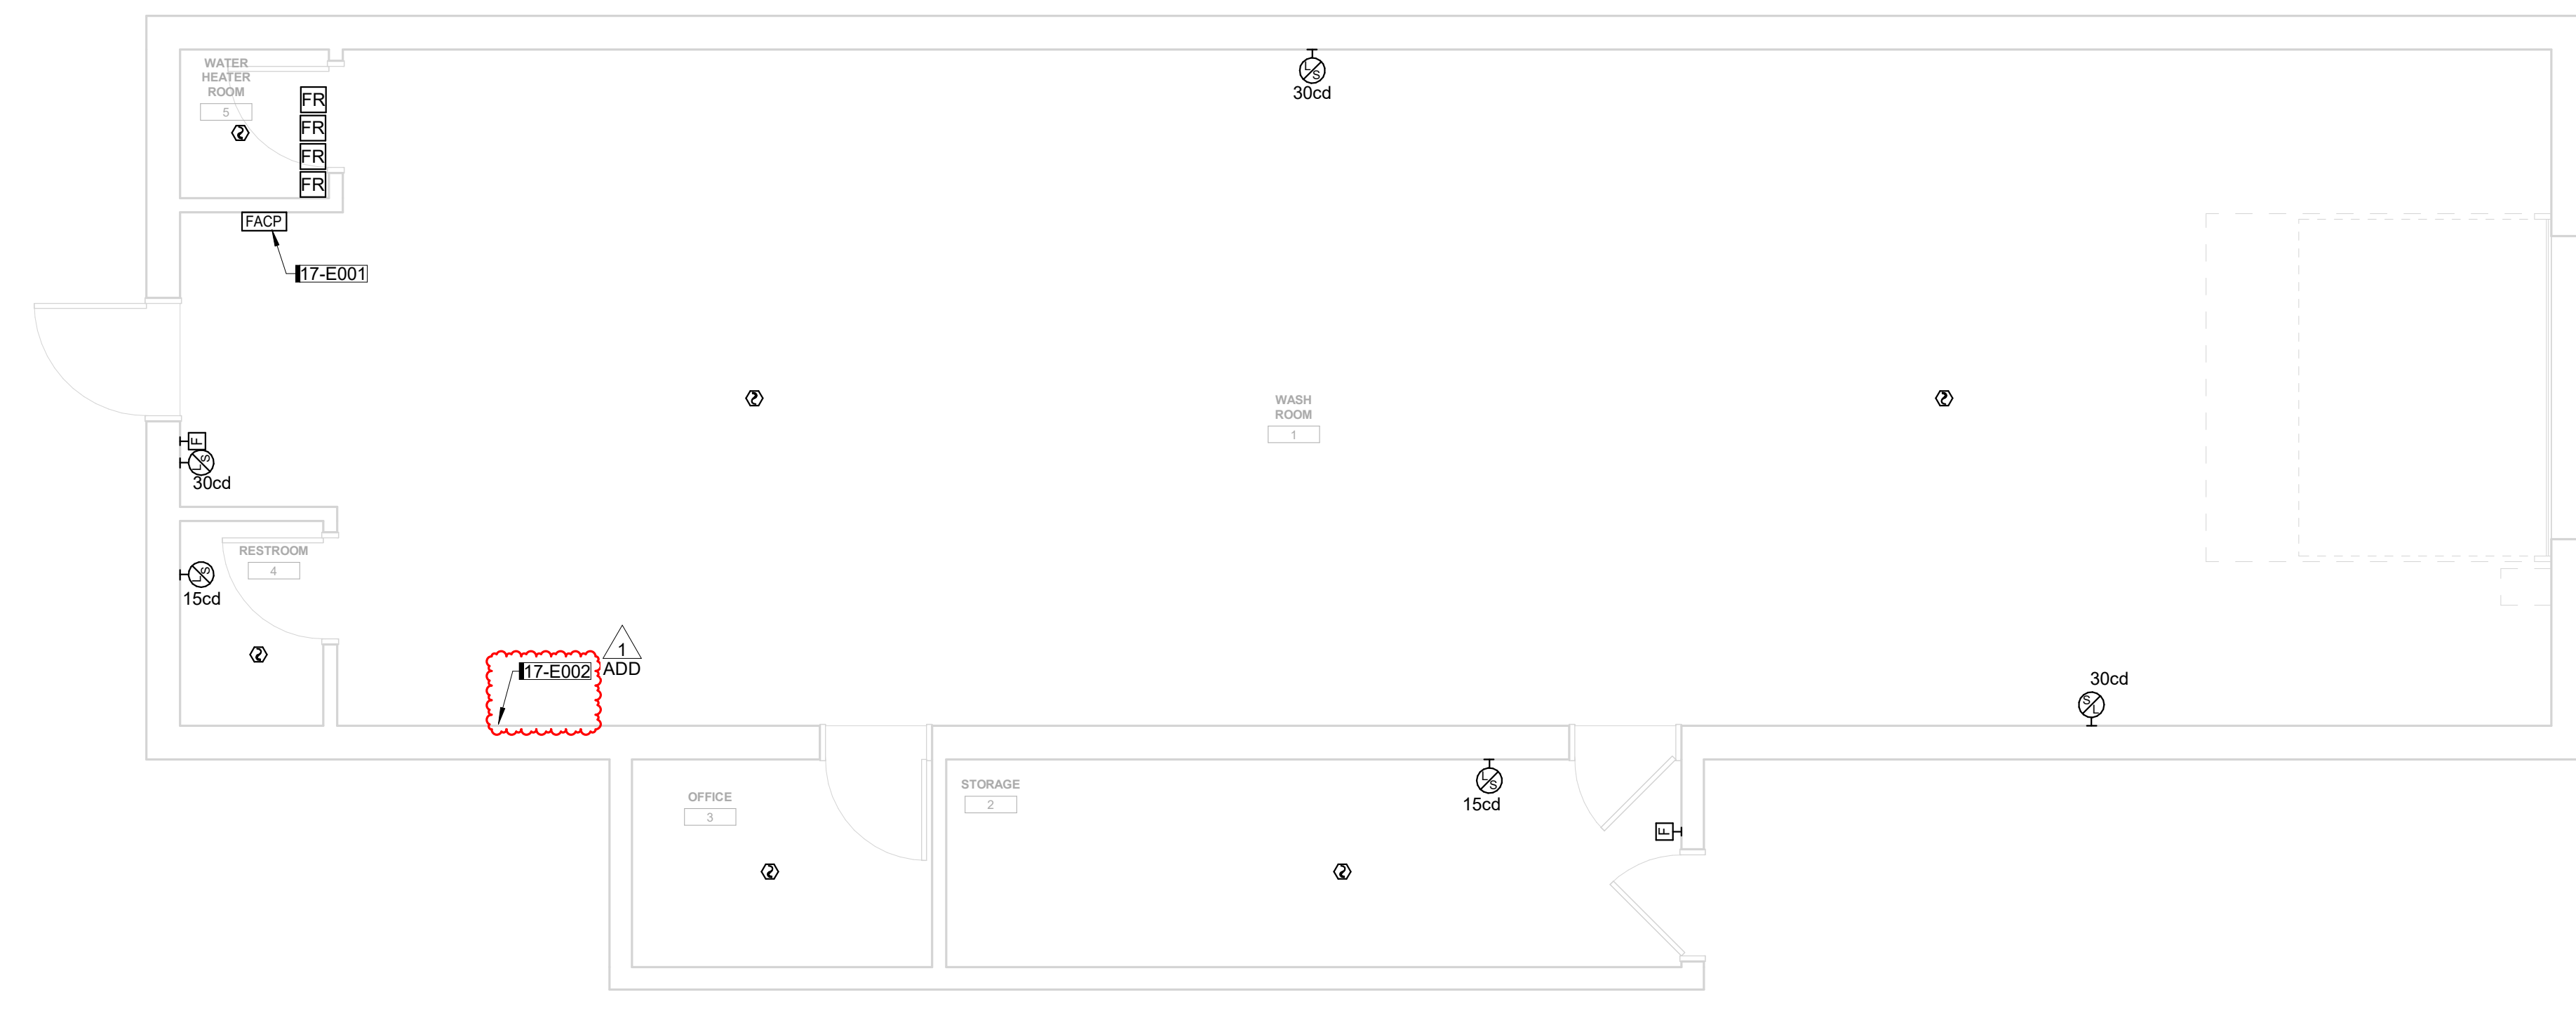 WATER
HEATER
ROOM
5
FR
FR
FR
FR
FACP
17-E001
L
S
30cd
WASH
ROOM
1
F
L
S
30cd
RESTROOM
4
L
S
15cd
1
ADD
17-E002
30cd
S
L
OFFICE
3
STORAGE
2
L
S
15cd
F